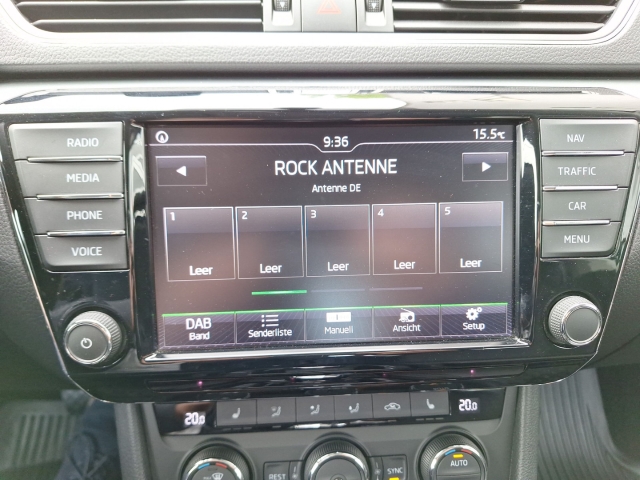 9:36
15.5°C
ROCK ANTENNE
Antenne DE
1 2 3 4 5
Leer Leer Leer Leer Leer
DAB
Band
Senderliste
Manuell
Ansicht
Setup
RADIO
MEDIA
PHONE
VOICE
NAV
TRAFFIC
CAR
MENU
20.0
20.0
REST
SYNC
AUTO